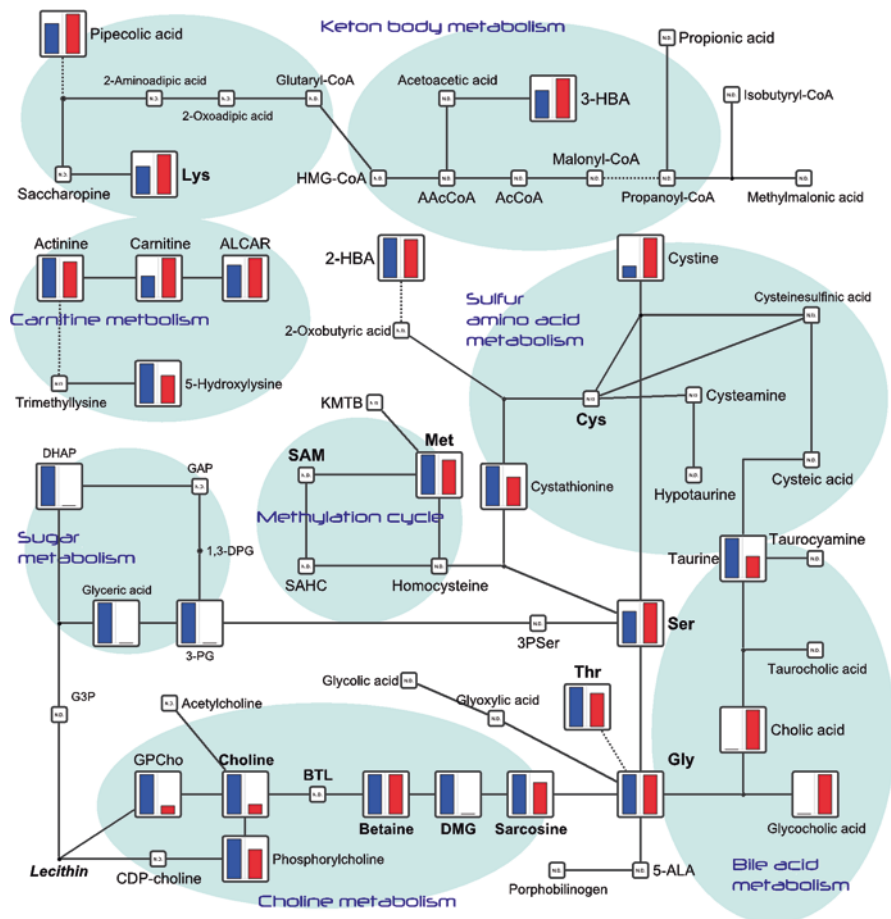 Keton body metabolism
Pipecolic acid
Propionic acid
2-Aminoadipic acid
Glutaryl-CoA
Acetoacetic acid
Isobutyryl-CoA
3-HBA
2-Oxoadipic acid
Malonyl-CoA
Lys
Saccharopine
HMG-CoA
AAcCoA
AcCoA
Propanoyl-CoA
Methylmalonic acid
Actinine
Carnitine
ALCAR
2-HBA
Cystine
Carnitine metbolism
Sulfur
amino acid
metabolism
Cysteinesulfinic acid
2-Oxobutyric acid
Trimethyllysine
5-Hydroxylysine
KMTB
Cysteamine
Cys
Met
SAM
DHAP
GAP
Cystathionine
Hypotaurine
Cysteic acid
Methylation cycle
Sugar
metabolism
1,3-DPG
Taurine
Taurocyamine
SAHC
Homocysteine
Glyceric acid
3-PG
3PSer
Ser
Taurocholic acid
Thr
Glycolic acid
Glyoxylic acid
G3P
Acetylcholine
Cholic acid
GPCho
Choline
BTL
Gly
Betaine
DMG
Sarcosine
Glycocholic acid
Lecithin
CDP-choline
Phosphorylcholine
Porphobilinogen
5-ALA
Bile acid
metabolism
Choline metabolism